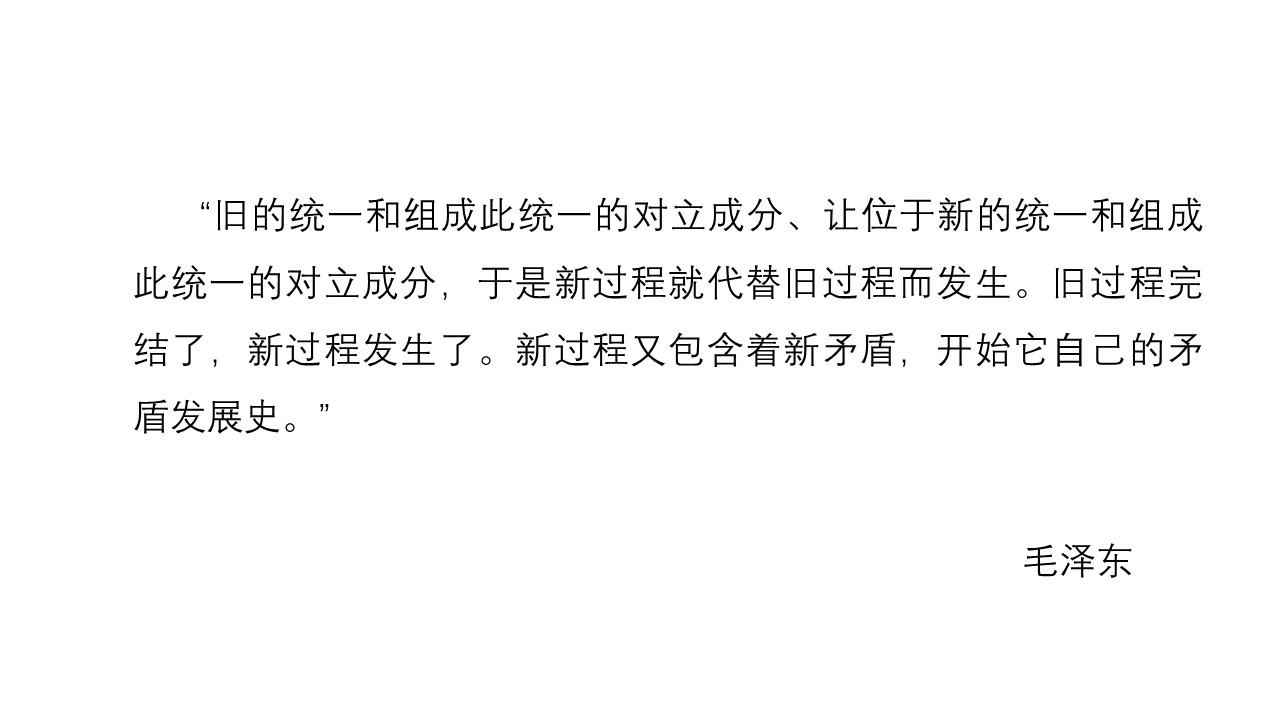 “旧的统一和组成此统一的对立成分、让位于新的统一和组成
此统一的对立成分，于是新过程就代替旧过程而发生。旧过程完
结了，新过程发生了。新过程又包含着新矛盾，开始它自己的矛
盾发展史。”
毛泽东